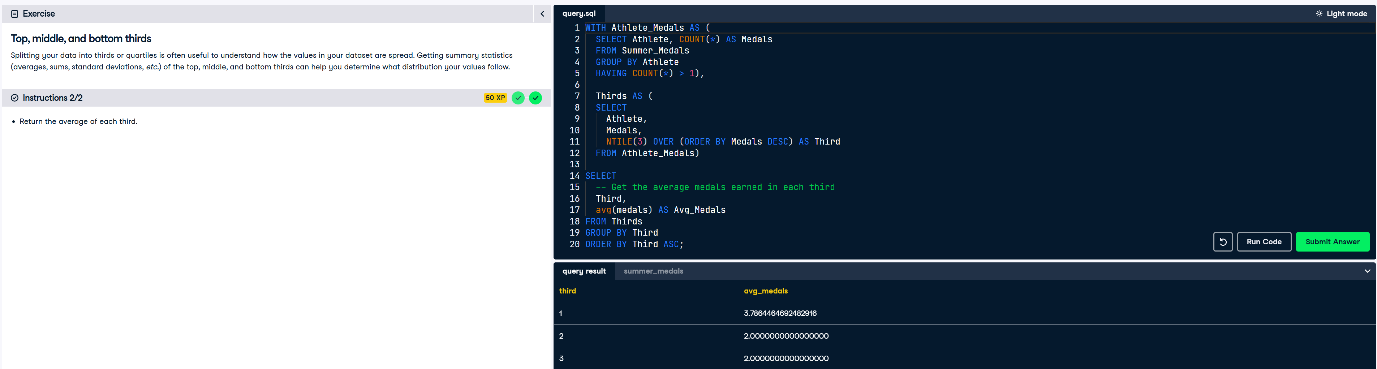 Exercise
Top, middle, and bottom thirds
Splitting your data into thirds or quartiles is often useful to understand how the values in your dataset are spread. Getting summary statistics
(averages, sums, standard deviations, etc.) of the top, middle, and bottom thirds can help you determine what distribution your values follow.
Instructions 2/2
50 XP
Return the average of each third.
query.sql
Light mode
1 WITH Athlete_Medals AS (
2 SELECT Athlete, COUNT(*) AS Medals
3 FROM Summer_Medals
4 GROUP BY Athlete
5 HAVING COUNT(*) > 1),
6
7 Thirds AS (
8 SELECT
9 Athlete,
10 Medals,
11 NTILE(3) OVER (ORDER BY Medals DESC) AS Third
12 FROM Athlete_Medals)
13
14 SELECT
15 -- Get the average medals earned in each third
16 Third,
17 avg(medals) AS Avg_Medals
18 FROM Thirds
19 GROUP BY Third
20 ORDER BY Third ASC;
Run Code
Submit Answer
query result
summer_medals
third avg_medals
1 3.7864464692482916
2 2.0000000000000000
3 2.0000000000000000